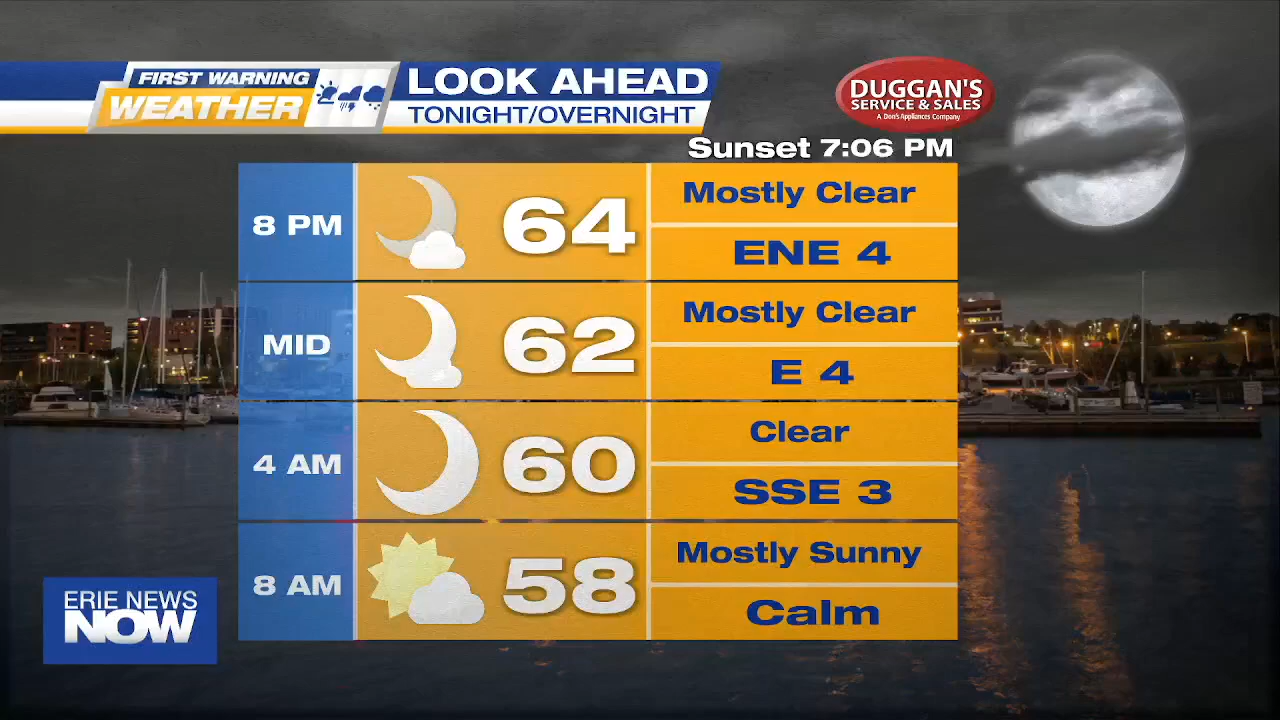 FIRST WARNING
WEATHER
LOOK AHEAD
TONIGHT/OVERNIGHT
DUGGAN'S
SERVICE & SALES
A Don's Appliances Company
Sunset 7:06 PM
8 PM 64 Mostly Clear
ENE 4
MID 62 Mostly Clear
E 4
4 AM 60 Clear
SSE 3
8 AM 58 Mostly Sunny
Calm
ERIE NEWS
NOW